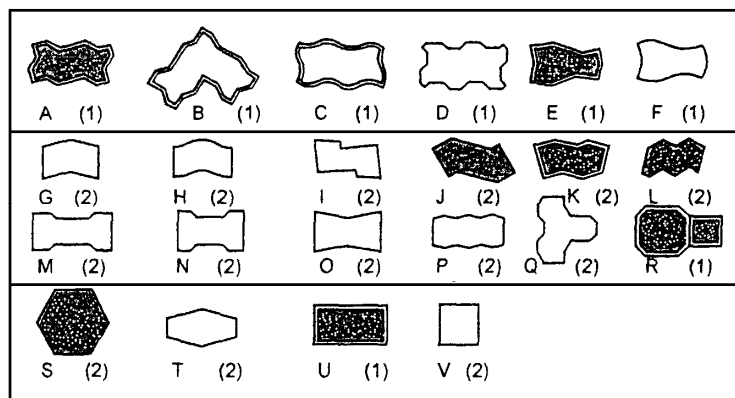 A (1) B (1) C (1) D (1) E (1) F (1)
G (2) H (2) I (2) J (2) K (2) L (2)
M (2) N (2) O (2) P (2) Q (2) R (1)
S (2) T (2) U (1) V (2)